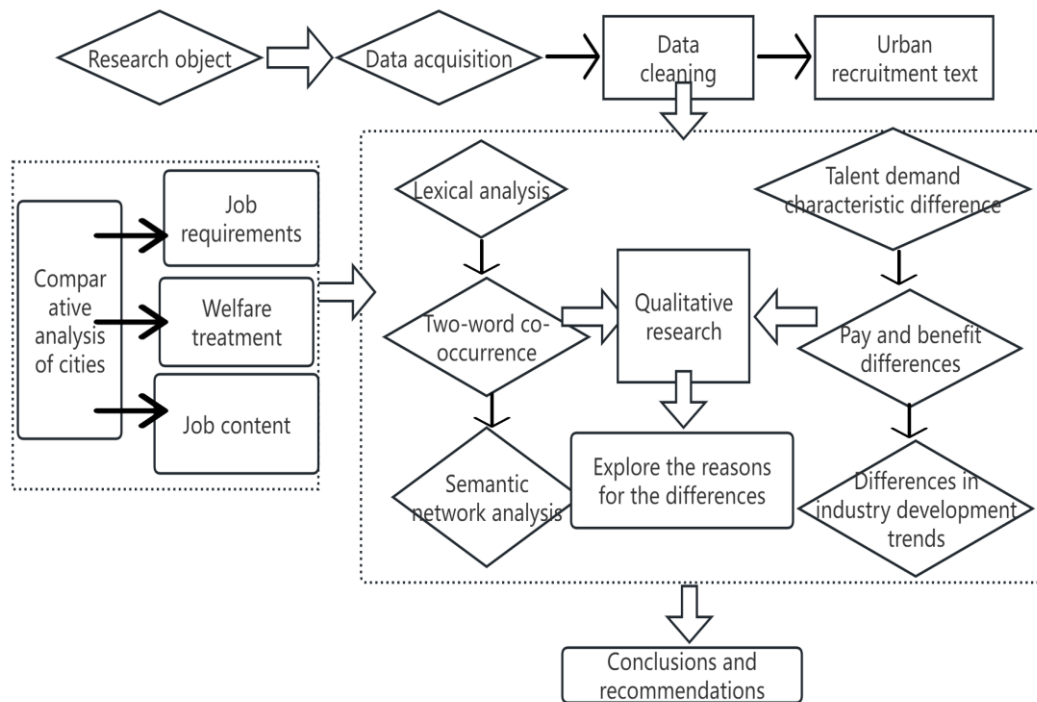 Research object
Data acquisition
Data
cleaning
Urban
recruitment text
Compar
ative
analysis
of cities
Job
requirements
Welfare
treatment
Job content
Lexical analysis
Two-word co-
occurrence
Semantic
network analysis
Qualitative
research
Explore the reasons
for the differences
Talent demand
characteristic difference
Pay and benefit
differences
Differences in
industry development
trends
Conclusions and
recommendations